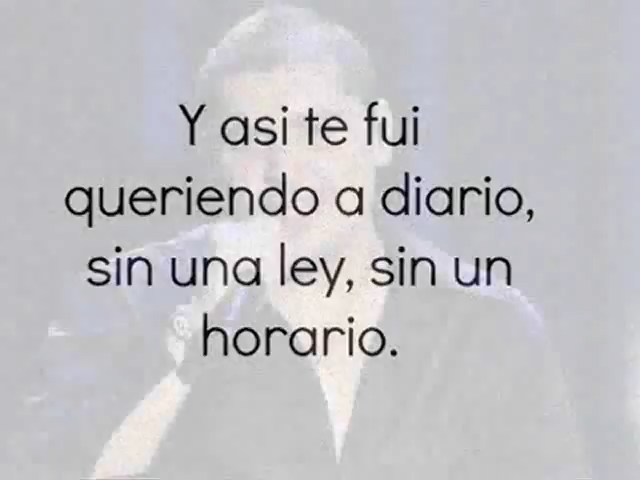 Y asi te fui
queriendo a diario,
sin una ley, sin un
horario.